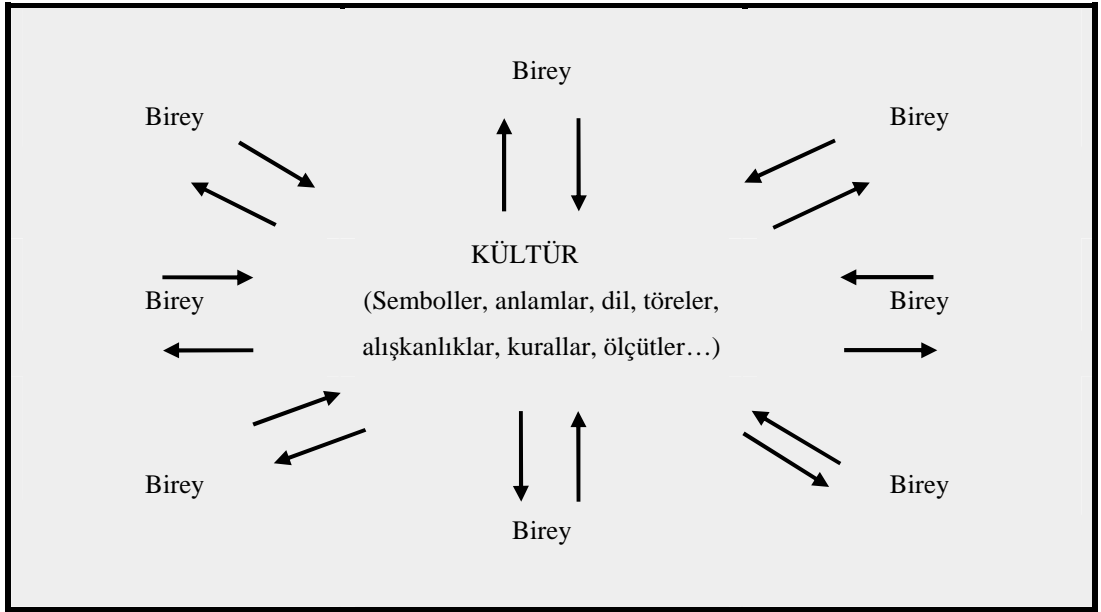 Birey
Birey
Birey
KÜLTÜR
Birey
(Semboller, anlamlar, dil, töreler,
Birey
alışkanlıklar, kurallar, ölçütler…)
Birey
Birey
Birey